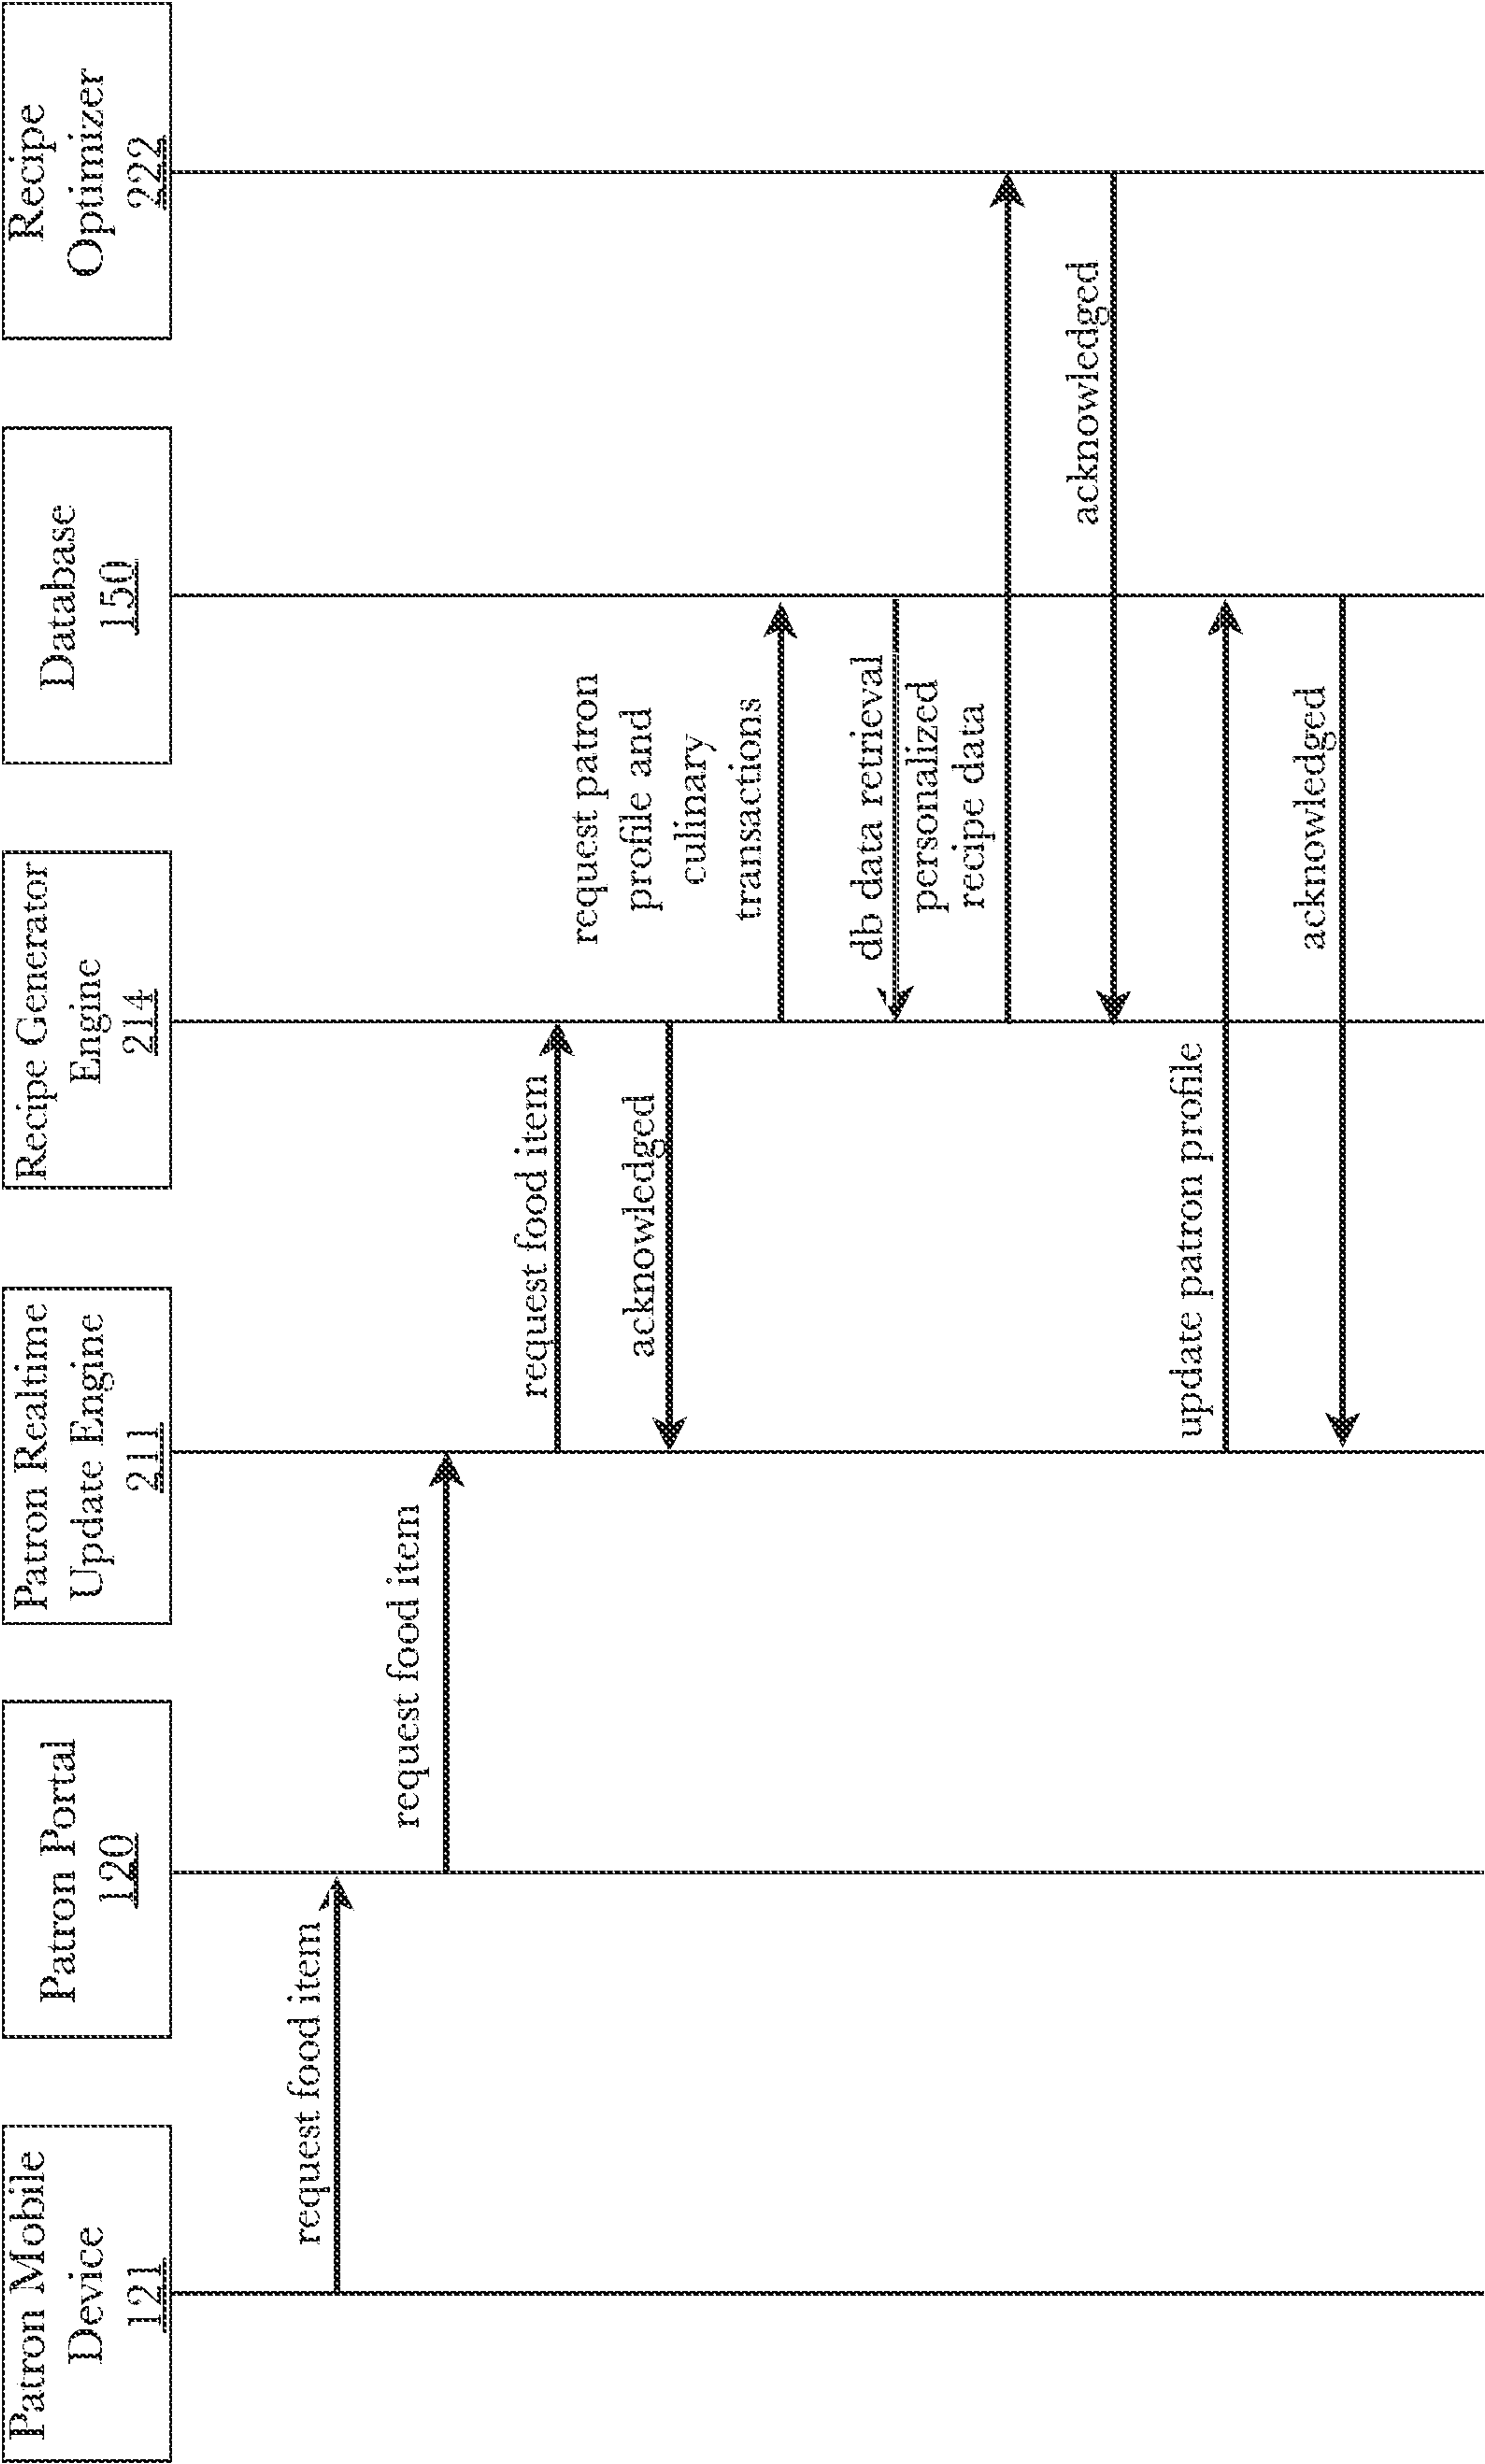 Patron Mobile
Device
121
Patron Portal
120
Patron Realtime
Update Engine
211
Recipe Generator
Engine
214
Database
150
Recipe
Optimizer
222
request food item
request food item
request food item
acknowledged
request patron
profile and
culinary
transactions
db data retrieval
personalized
recipe data
acknowledged
update patron profile
acknowledged